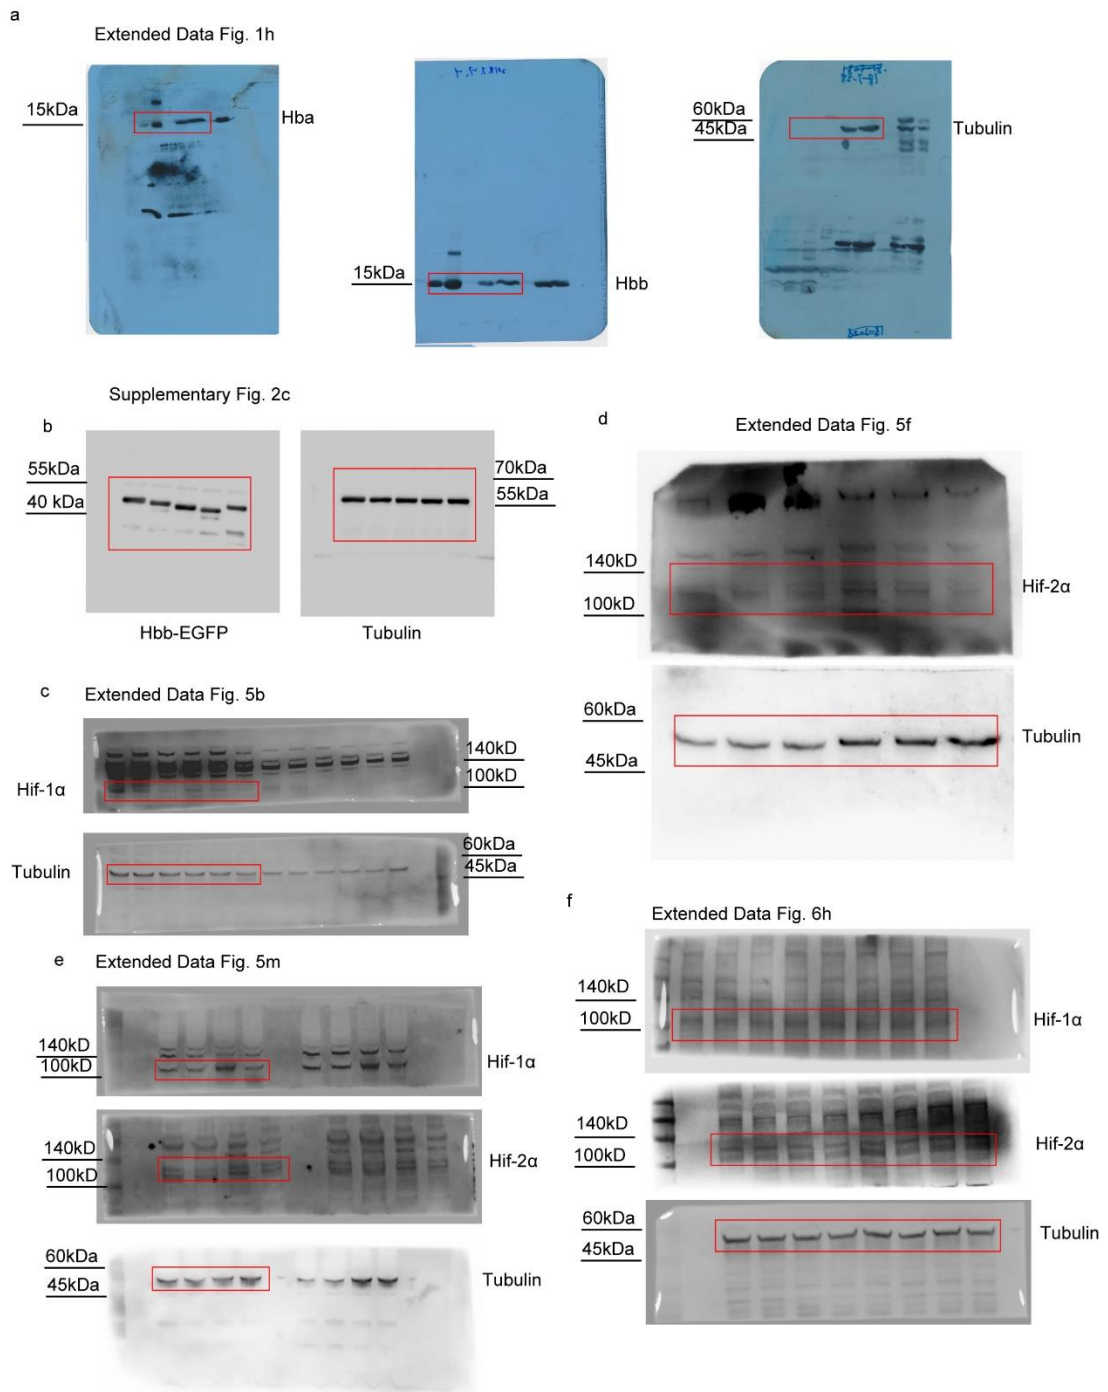 a
Extended Data Fig. 1h
15kDa
Hba
15kDa
Hbb
60kDa
45kDa
Tubulin
Supplementary Fig. 2c
b
55kDa
40 kDa
Hbb-EGFP
70kDa
55kDa
Tubulin
c
Extended Data Fig. 5b
140kD
100kD
Hif-1α
60kDa
45kDa
Tubulin
d
Extended Data Fig. 5f
140kD
100kD
Hif-2α
60kDa
45kDa
Tubulin
e
Extended Data Fig. 5m
140kD
100kD
Hif-1α
140kD
100kD
Hif-2α
60kDa
45kDa
Tubulin
f
Extended Data Fig. 6h
140kD
100kD
Hif-1α
140kD
100kD
Hif-2α
60kDa
45kDa
Tubulin